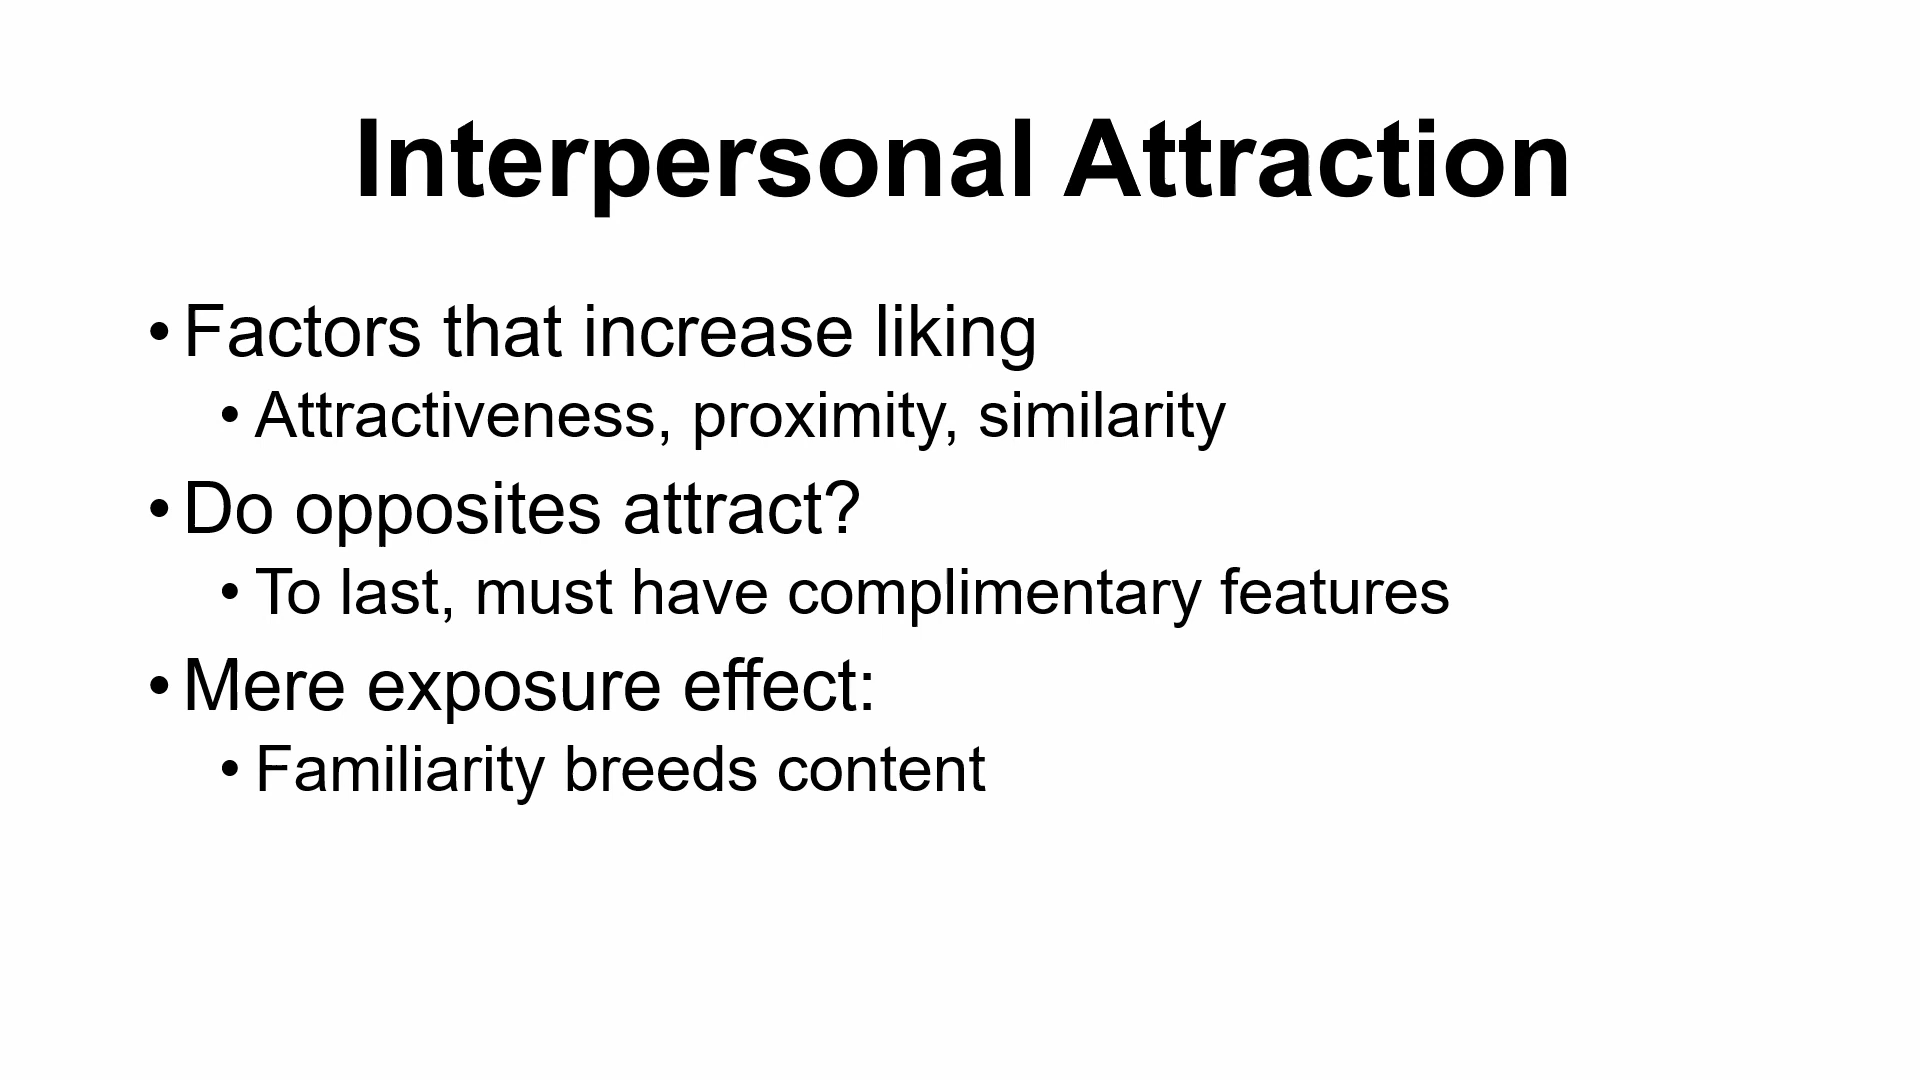 Interpersonal Attraction
• Factors that increase liking
• Attractiveness, proximity, similarity
• Do opposites attract?
• To last, must have complimentary features
• Mere exposure effect:
• Familiarity breeds content